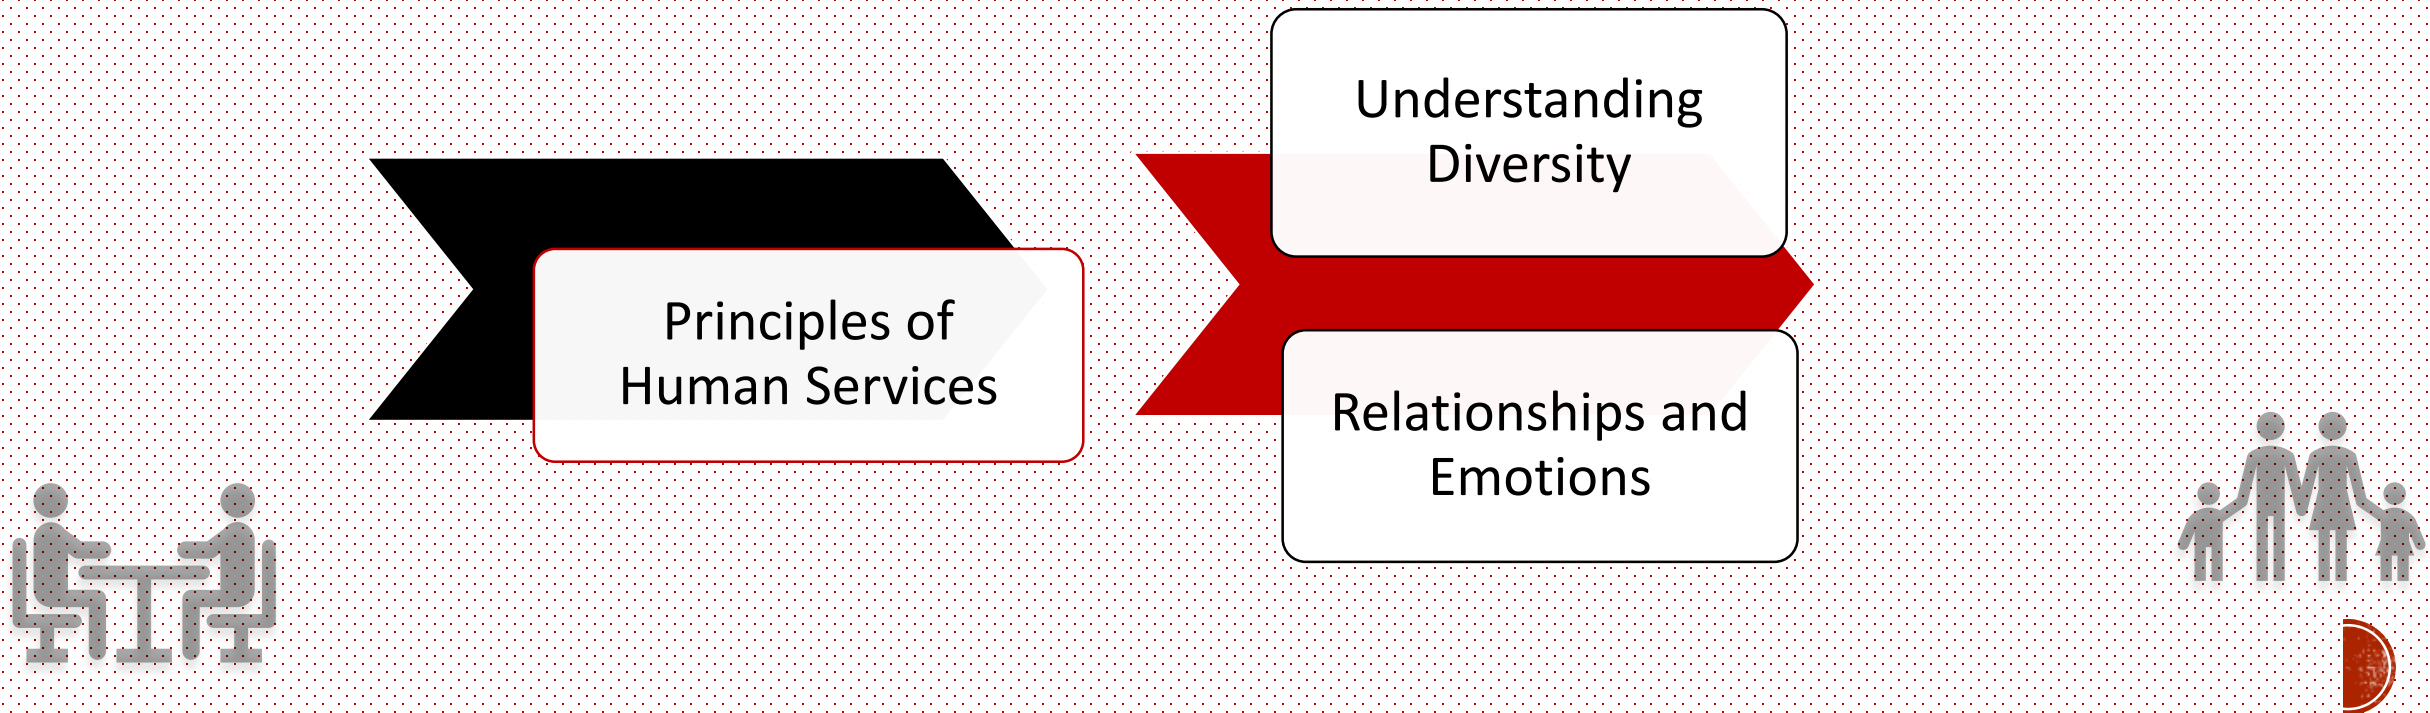 Principles of
Human Services
Understanding
Diversity
Relationships and
Emotions